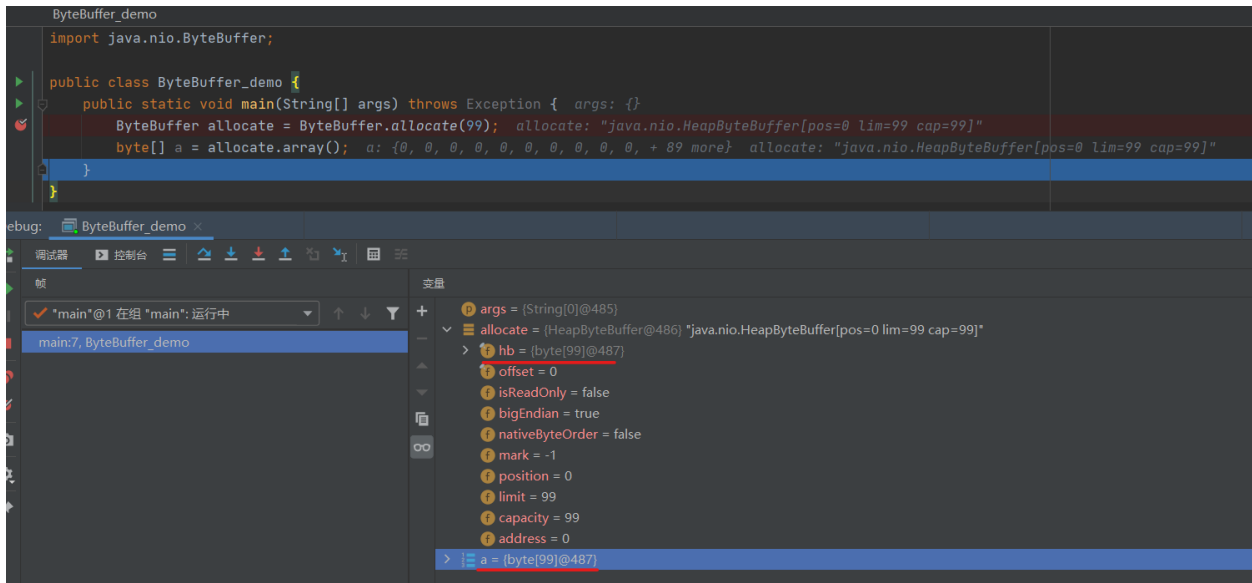 ByteBuffer_demo
import java.nio.ByteBuffer;
public class ByteBuffer_demo {
public static void main(String[] args) throws Exception { args: {}
ByteBuffer allocate = ByteBuffer.allocate(99); allocate: "java.nio.HeapByteBuffer[pos=0 lim=99 cap=99]"
byte[] a = allocate.array(); a: {0, 0, 0, 0, 0, 0, 0, 0, 0, 0, + 89 more} allocate: "java.nio.HeapByteBuffer[pos=0 lim=99 cap=99]"
}
}
ebug: ByteBuffer_demo ×
调试器 控制台
帧 变量
"main"@1 在组 "main": 运行中
main:7, ByteBuffer_demo
args = {String[0]@485}
allocate = {HeapByteBuffer@486} "java.nio.HeapByteBuffer[pos=0 lim=99 cap=99]"
hb = {byte[99]@487}
offset = 0
isReadOnly = false
bigEndian = true
nativeByteOrder = false
mark = -1
position = 0
limit = 99
capacity = 99
address = 0
a = {byte[99]@487}